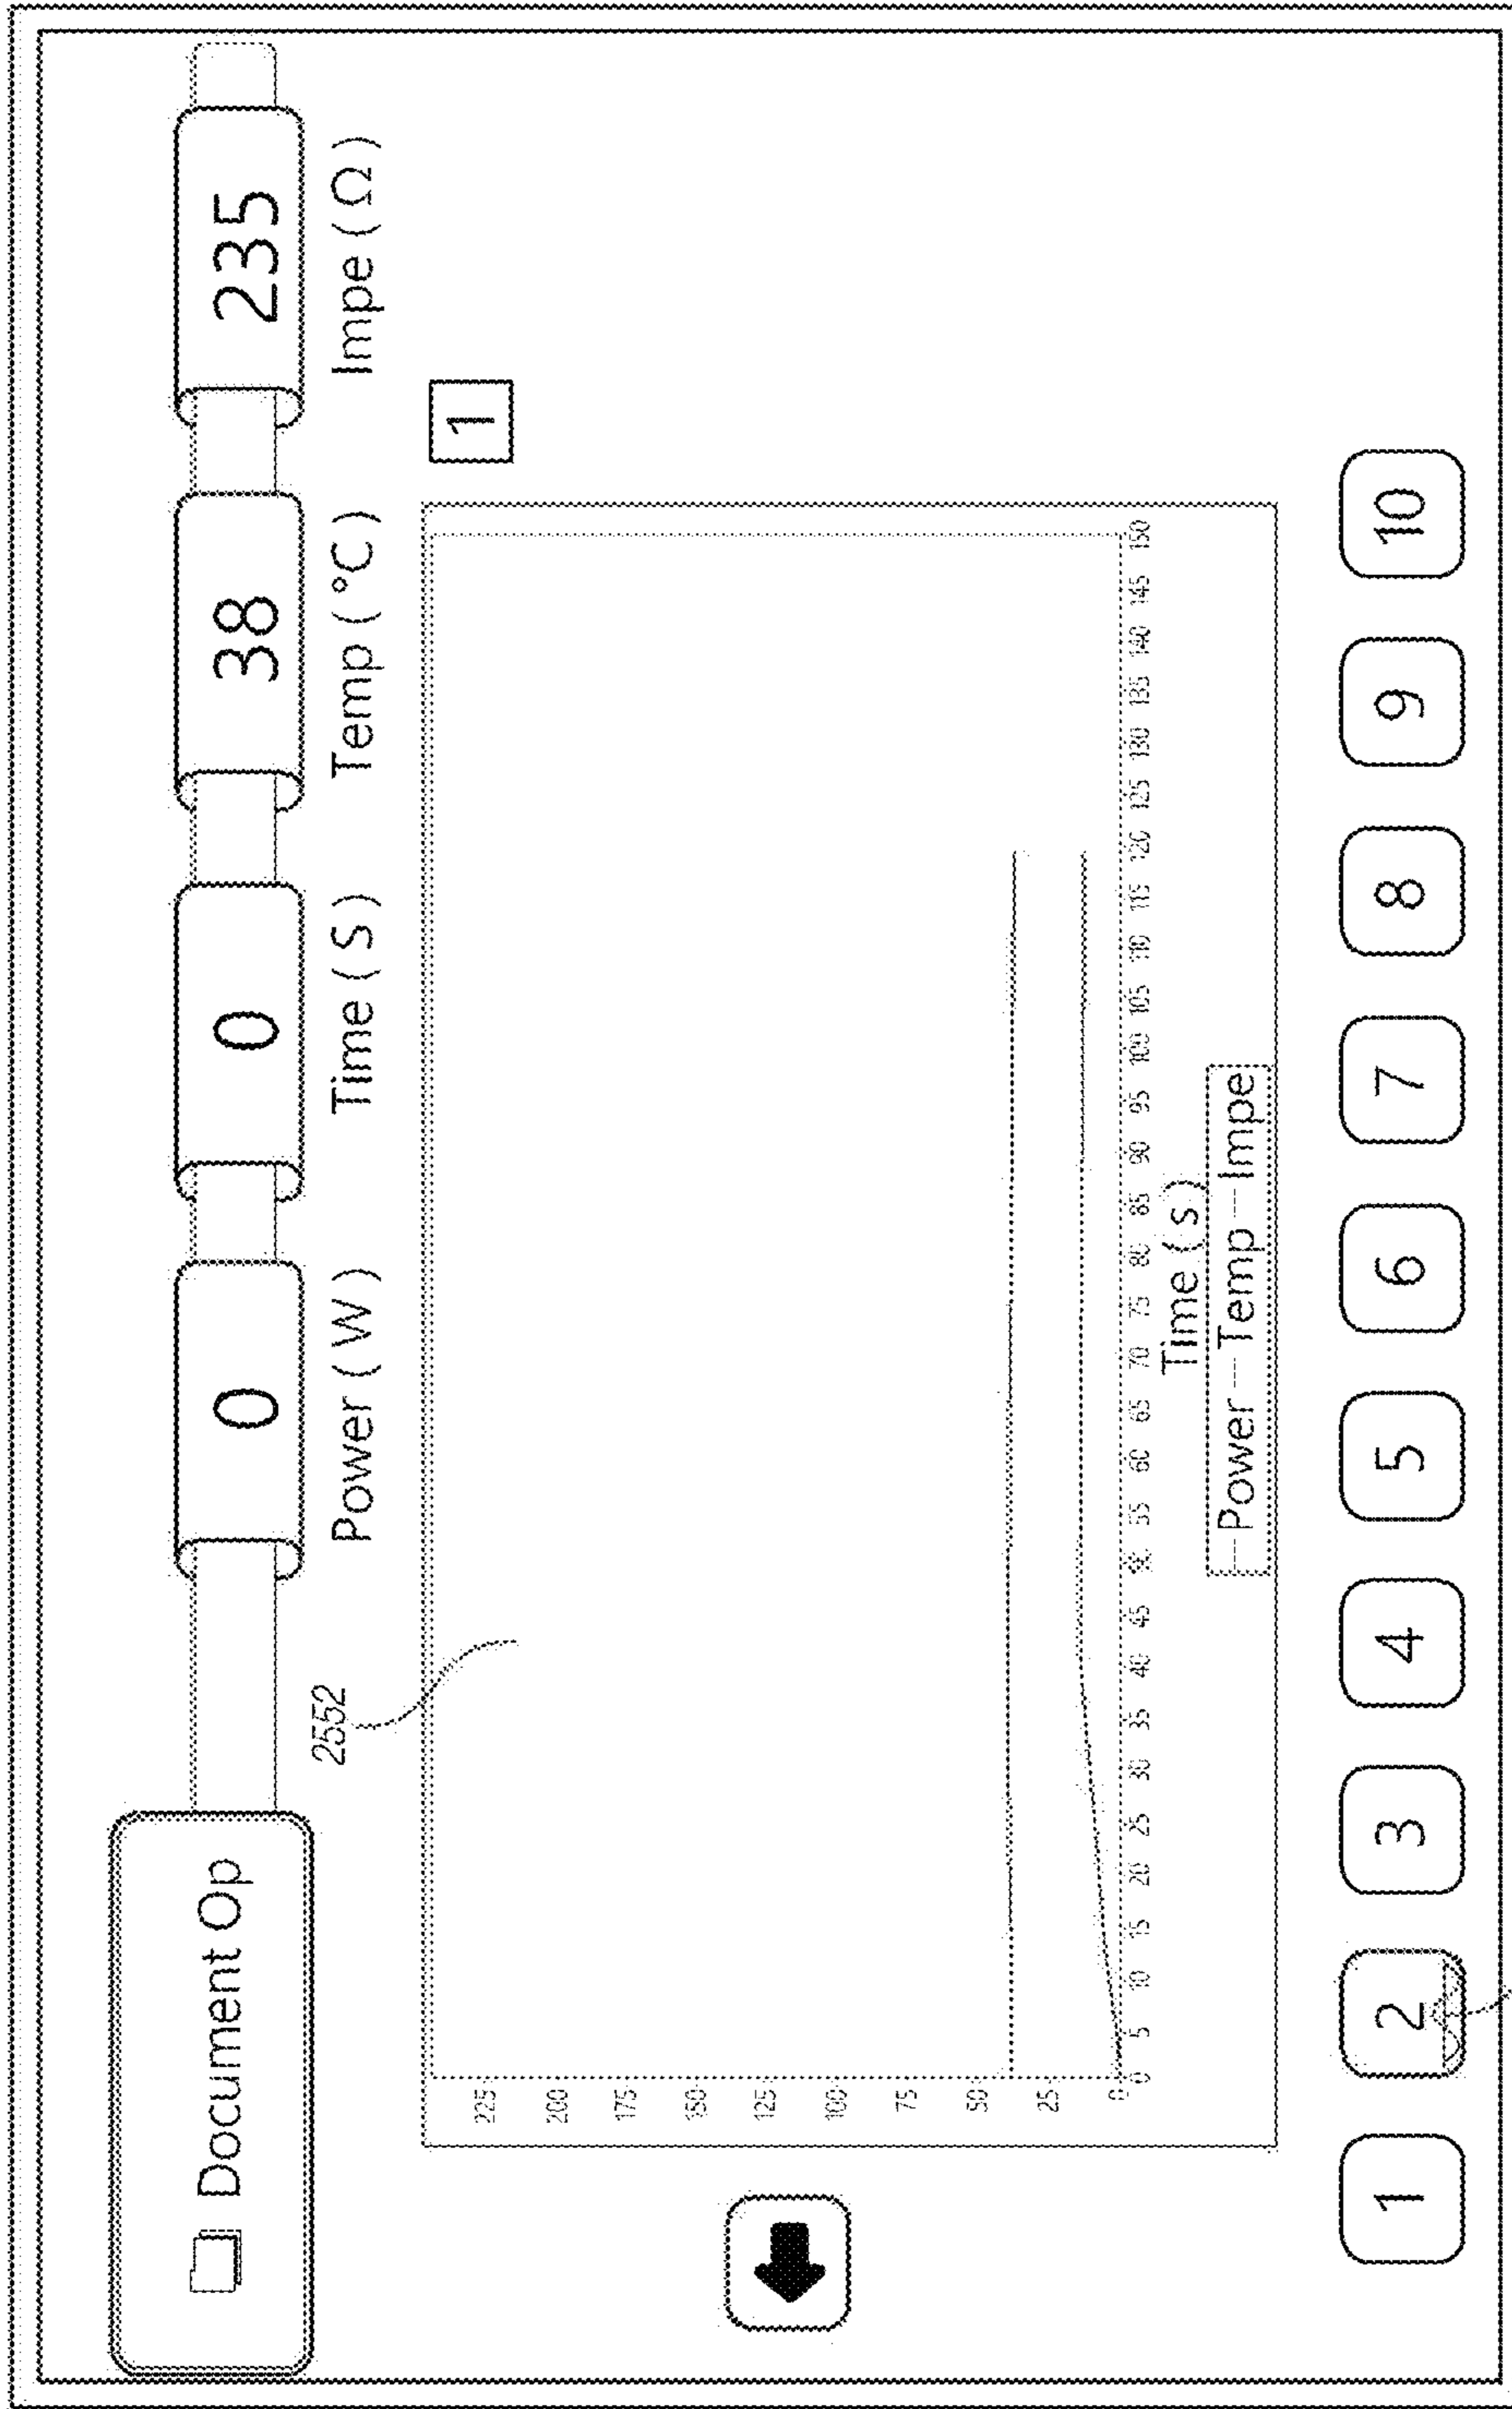 Document Op
0
0
38
235
Power ( W )
Time ( S )
Temp ( °C )
Impe ( Ω )
2552
1
225
200
175
150
125
100
75
50
25
0
0 5 10 15 20 25 30 35 40 45 50 55 60 65 70 75 80 85 90 95 100 105 110 115 120 125 130 135 140 145 150
Time ( s )
Power Temp Impe
1 2 3 4 5 6 7 8 9 10